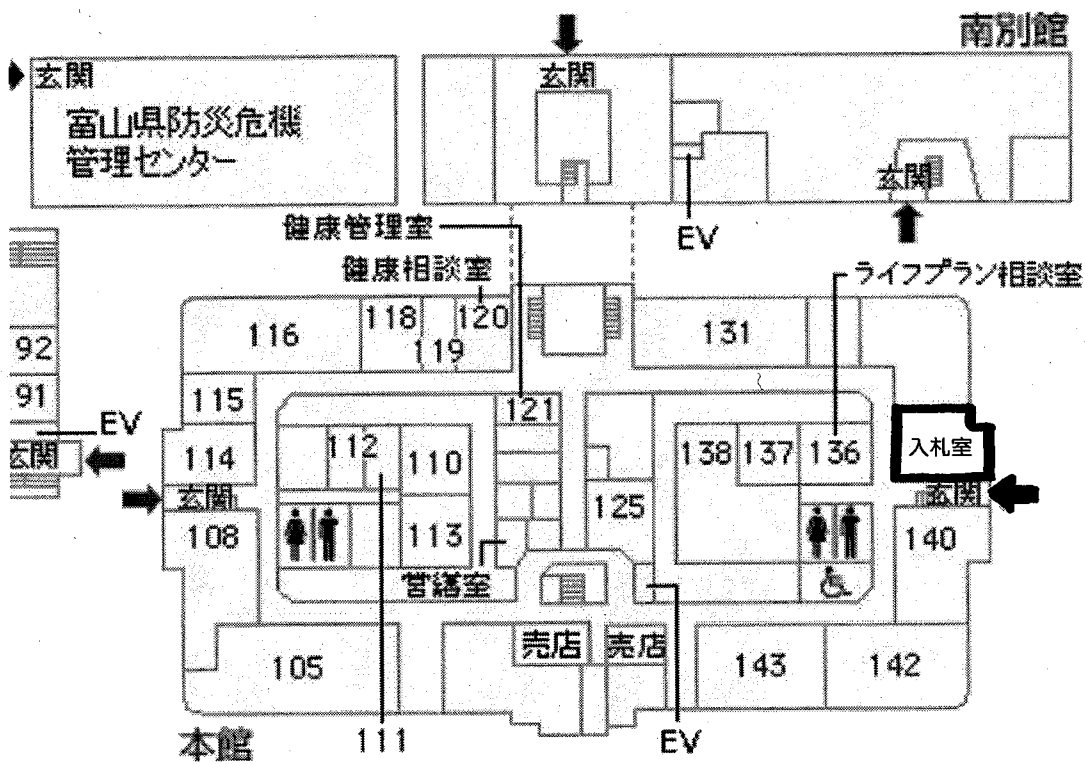 南別館
玄関
富山県防災危機
管理センター
玄関
玄関
EV
健康管理室
健康相談室
ライフプラン相談室
116
118
119
120
131
92
91
EV
玄関
115
114
玄関
108
112
110
113
121
125
営繕室
138
137
136
入札室
玄関
140
105
売店
売店
143
142
本館
111
EV